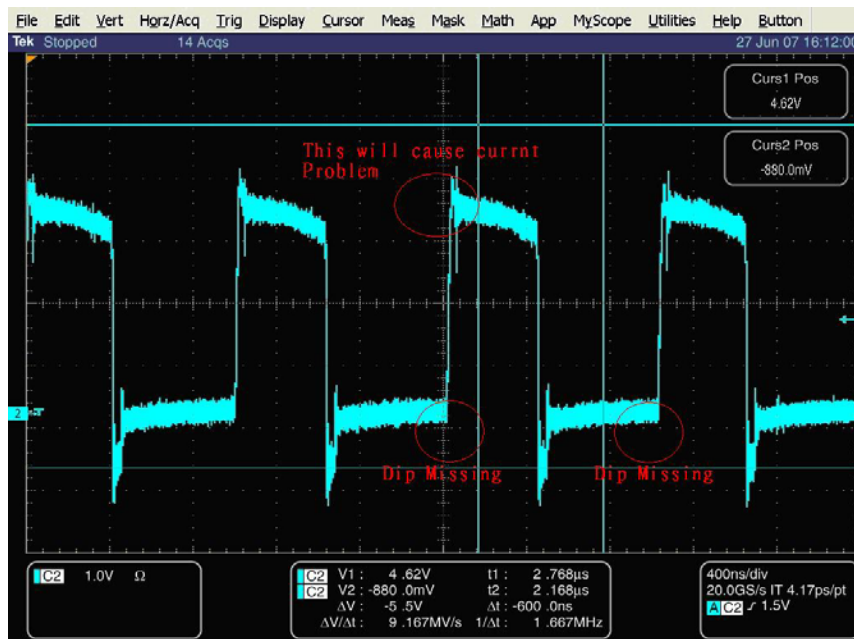 File Edit Vert Horz/Acq Trig Display Cursor Meas Mask Math App MyScope Utilities Help Button
Tek Stopped 14 Acqs 27 Jun 07 16:12:00
Curs1 Pos
4.62V
Curs2 Pos
-880.0mV
This will cause currnt
Problem
2
Dip Missing Dip Missing
C2 1.0V Ω
C2 V1 : 4 .62V t1 : 2 .768µs
C2 V2 : -880 .0mV t2 : 2 .168µs
ΔV : -5 .5V Δt : -600 .0ns
ΔV/Δt : 9 .167MV/s 1/Δt : 1 .667MHz
400ns/div
20.0GS/s IT 4.17ps/pt
A C2 ∫ 1.5V